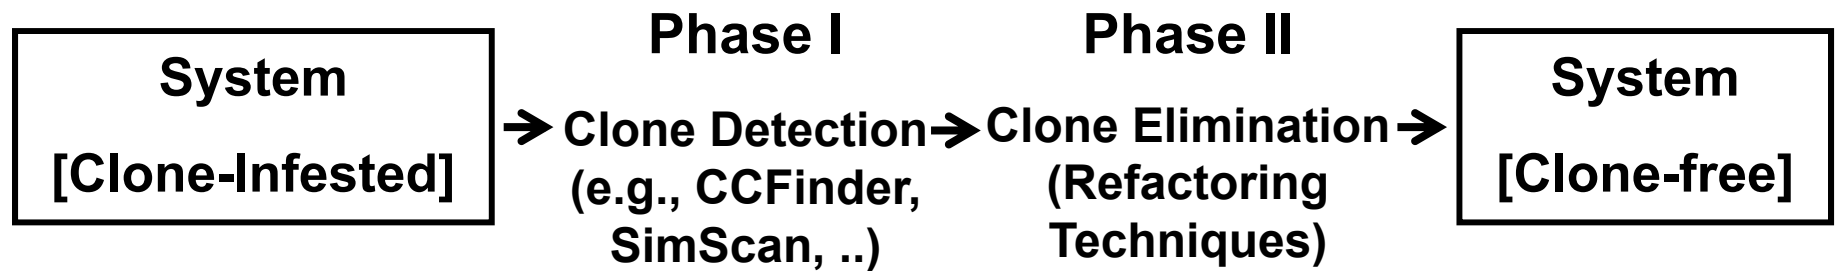 System
[Clone-Infested]
Phase I
Clone Detection
(e.g., CCFinder,
SimScan, ..)
Phase II
Clone Elimination
(Refactoring
Techniques)
System
[Clone-free]